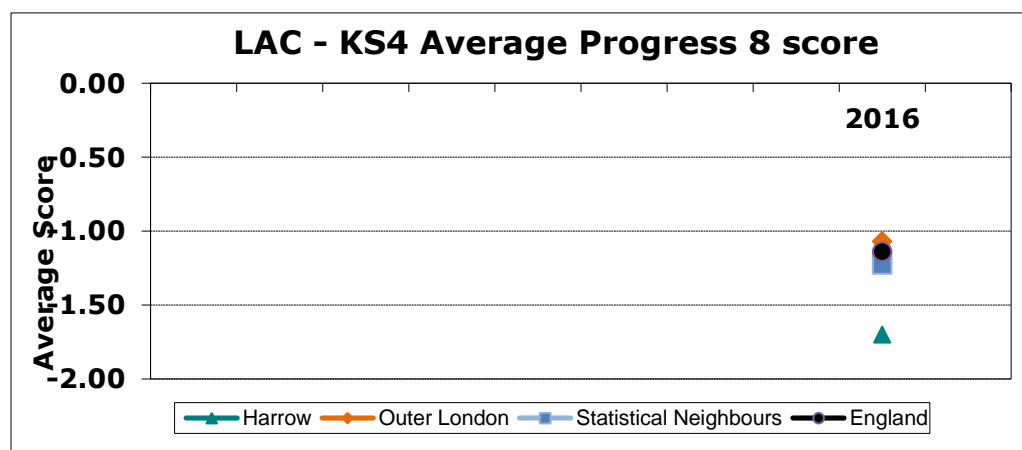 LAC - KS4 Average Progress 8 score
0.00
2016
-0.50
-1.00
-1.50
-2.00
Average Score
Harrow Outer London Statistical Neighbours England